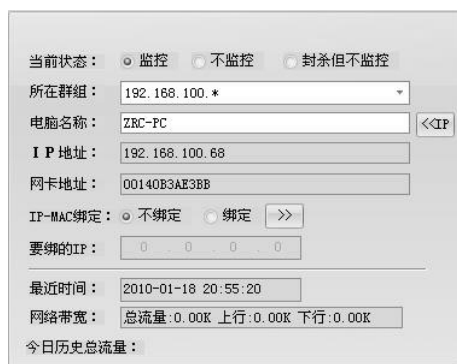 当前状态： 监控 不监控 封杀但不监控
所在群组： 192.168.100.*
电脑名称： ZRC-PC <<IP
IP地址： 192.168.100.68
网卡地址： 00140B3AE3BB
IP-MAC绑定： 不绑定 绑定 >>
要绑的IP： 0 . 0 . 0 . 0
最近时间： 2010-01-18 20:55:20
网络带宽： 总流量:0.00K 上行:0.00K 下行:0.00K
今日历史总流量：